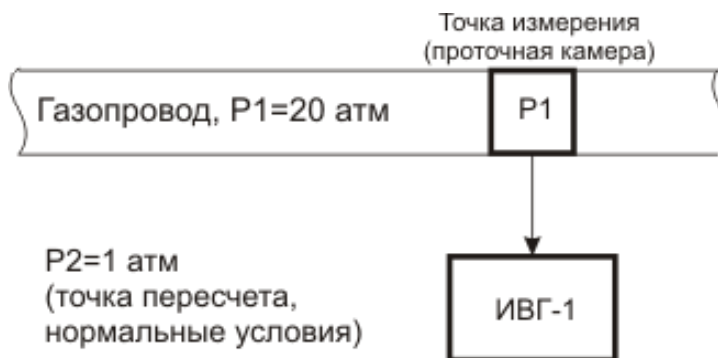 Точка измерения
(проточная камера)
Газопровод, P1=20 атм
P1
P2=1 атм
(точка пересчета,
нормальные условия)
ИВГ-1